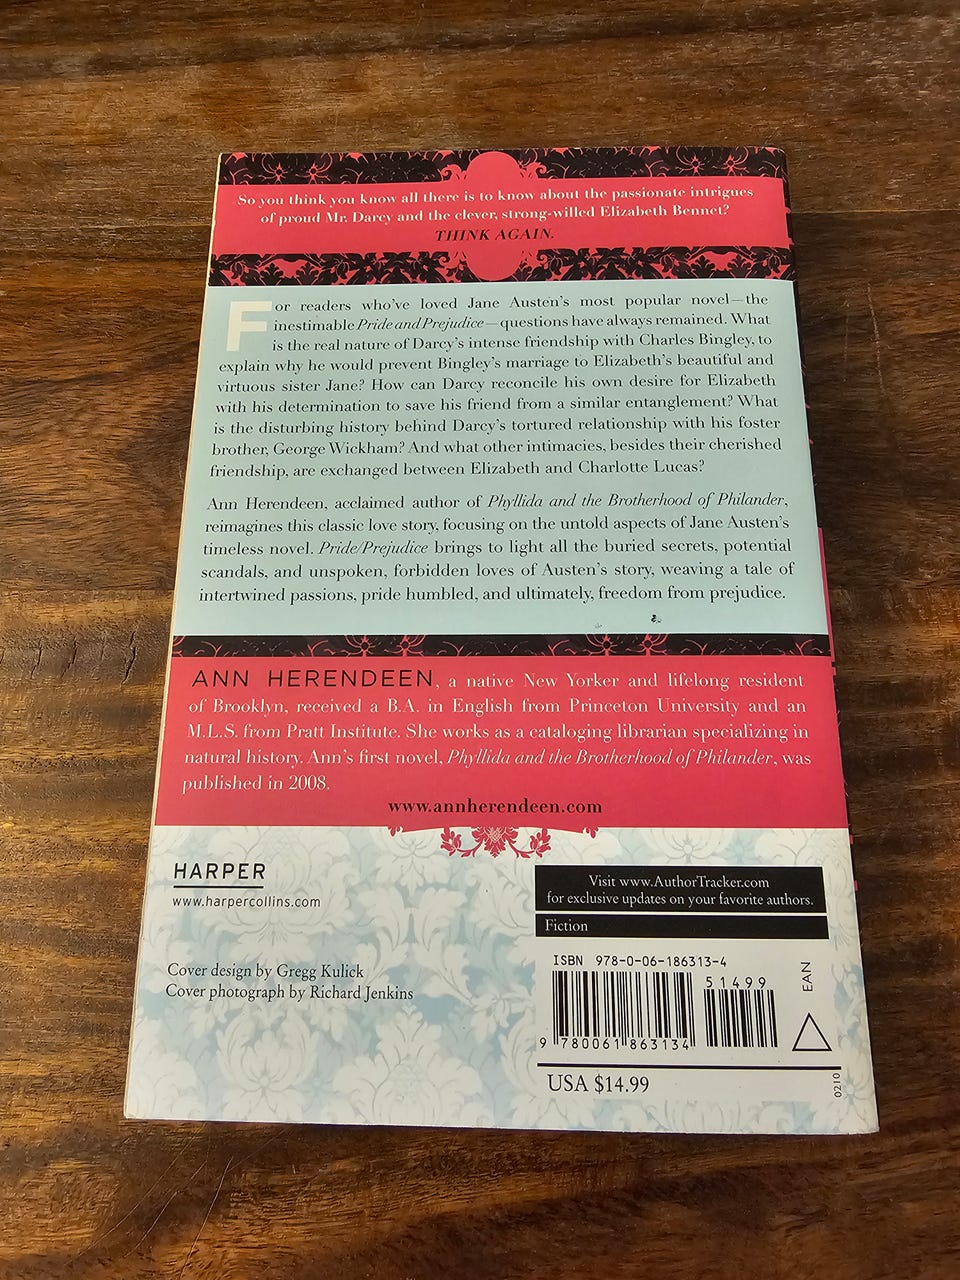 So you think you know all there is to know about the passionate intrigues
of proud Mr. Darcy and the clever, strong-willed Elizabeth Bennet?
THINK AGAIN.
For readers who've loved Jane Austen's most popular novel—the
inestimable Pride and Prejudice—questions have always remained. What
is the real nature of Darcy's intense friendship with Charles Bingley, to
explain why he would prevent Bingley's marriage to Elizabeth's beautiful and
virtuous sister Jane? How can Darcy reconcile his own desire for Elizabeth
with his determination to save his friend from a similar entanglement? What
is the disturbing history behind Darcy's tortured relationship with his foster
brother, George Wickham? And what other intimacies, besides their cherished
friendship, are exchanged between Elizabeth and Charlotte Lucas?
Ann Herendeen, acclaimed author of Phyllida and the Brotherhood of Philander,
reimagines this classic love story, focusing on the untold aspects of Jane Austen's
timeless novel. Pride/Prejudice brings to light all the buried secrets, potential
scandals, and unspoken, forbidden loves of Austen's story, weaving a tale of
intertwined passions, pride humbled, and ultimately, freedom from prejudice.
ANN HERENDEEN, a native New Yorker and lifelong resident
of Brooklyn, received a B.A. in English from Princeton University and an
M.L.S. from Pratt Institute. She works as a cataloging librarian specializing in
natural history. Ann's first novel, Phyllida and the Brotherhood of Philander, was
published in 2008.
www.annherendeen.com
HARPER
www.harpercollins.com
Cover design by Gregg Kulick
Cover photograph by Richard Jenkins
Visit www.AuthorTracker.com
for exclusive updates on your favorite authors.
Fiction
ISBN 978-0-06-186313-4
51499
EAN
9 780061 863134
USA $14.99
0210